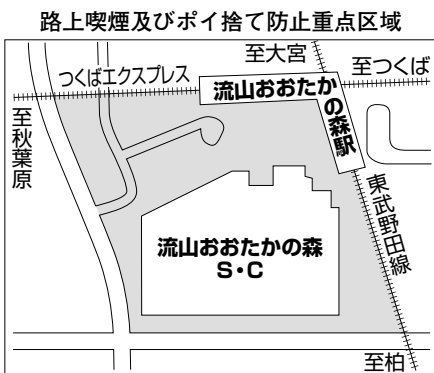 路上喫煙及びポイ捨て防止重点区域
至大宮
至つくば
つくばエクスプレス
流山おおたかの森駅
至秋葉原
東武野田線
流山おおたかの森
S・C
至柏